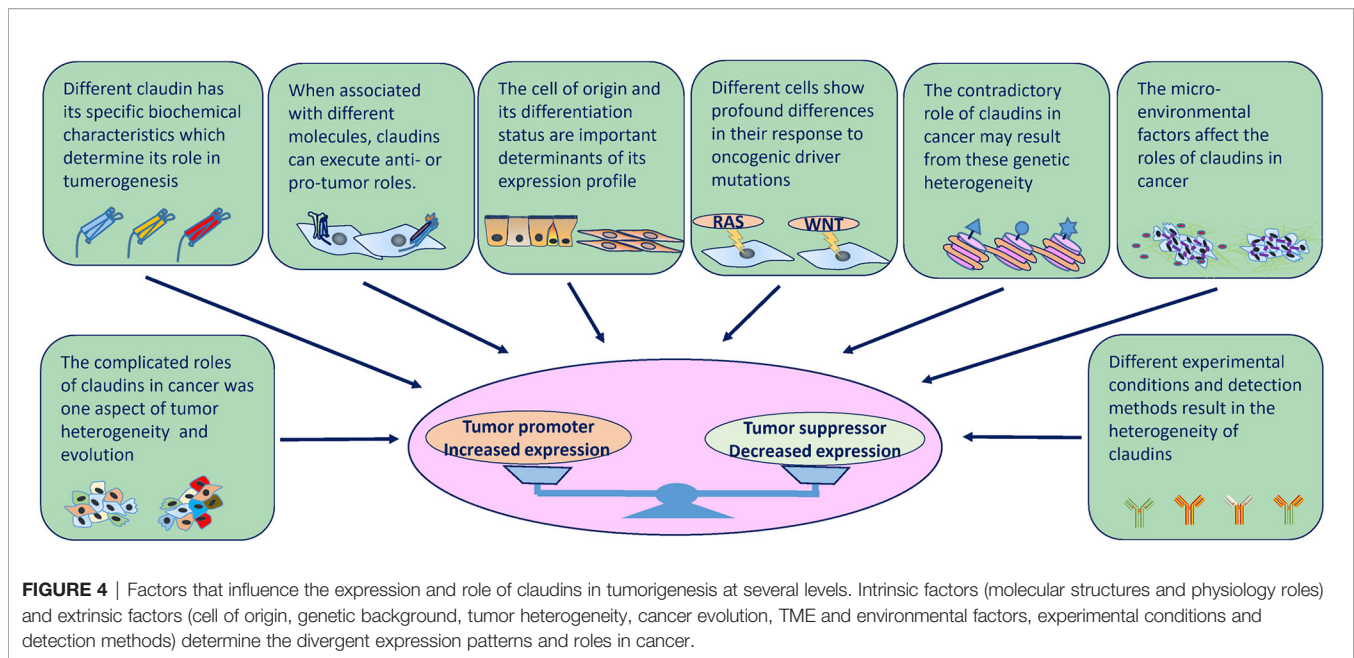 Different claudin has
its specific biochemical
characteristics which
determine its role in
tumerogenesis
When associated
with different
molecules, claudins
can execute anti- or
pro-tumor roles.
The cell of origin and
its differentiation
status are important
determinants of its
expression profile
Different cells show
profound differences
in their response to
oncogenic driver
mutations
RAS
WNT
The contradictory
role of claudins in
cancer may result
from these genetic
heterogeneity
The micro-
environmental
factors affect the
roles of claudins in
cancer
The complicated roles
of claudins in cancer was
one aspect of tumor
heterogeneity and
evolution
Tumor promoter
Increased expression
Tumor suppressor
Decreased expression
Different experimental
conditions and detection
methods result in the
heterogeneity of
claudins
FIGURE 4 | Factors that influence the expression and role of claudins in tumorigenesis at several levels. Intrinsic factors (molecular structures and physiology roles)
and extrinsic factors (cell of origin, genetic background, tumor heterogeneity, cancer evolution, TME and environmental factors, experimental conditions and
detection methods) determine the divergent expression patterns and roles in cancer.